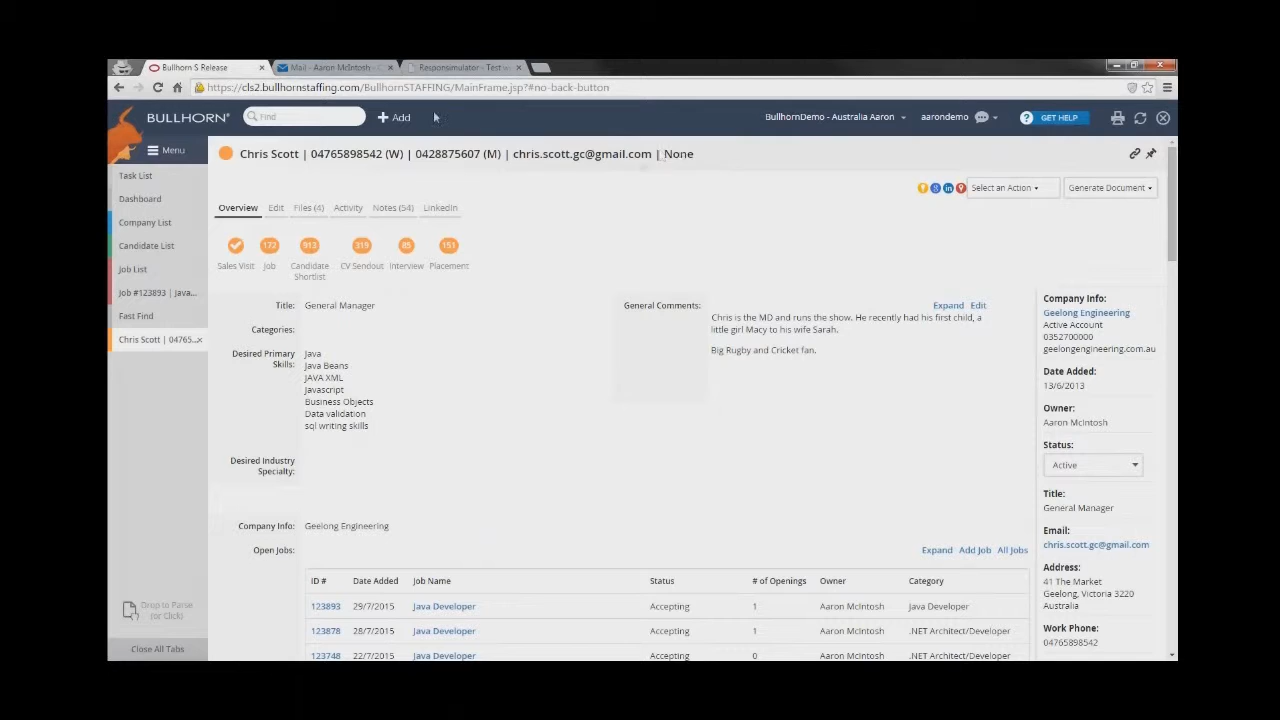 Bullhorn S Release
Mail - Aaron McIntosh -
Responsimulator - Test
https://cls2.bullhornstaffing.com/BullhornSTAFFING/MainFrame.jsp?#no-back-button
BULLHORN®
Find
Add
BullhornDemo - Australia Aaron
aarondemo
GET HELP
Menu
Chris Scott | 04765898542 (W) | 0428875607 (M) | chris.scott.gc@gmail.com | None
Task List
Dashboard
Company List
Candidate List
Job List
Job #123893 | Java...
Fast Find
Chris Scott | 04765...
Select an Action
Generate Document
Overview Edit Files (4) Activity Notes (54) LinkedIn
172 913 319 85 151
Sales Visit Job Candidate Shortlist CV Sendout Interview Placement
Title: General Manager
Categories:
Desired Primary Skills:
Java
Java Beans
JAVA XML
Javascript
Business Objects
Data validation
sql writing skills
Desired Industry Specialty:
General Comments:
Expand Edit
Chris is the MD and runs the show. He recently had his first child, a
little girl Macy to his wife Sarah.
Big Rugby and Cricket fan.
Company Info: Geelong Engineering
Open Jobs:
Expand Add Job All Jobs
ID # Date Added Job Name Status # of Openings Owner Category
123893 29/7/2015 Java Developer Accepting 1 Aaron McIntosh Java Developer
123878 28/7/2015 Java Developer Accepting 1 Aaron McIntosh .NET Architect/Developer
123748 22/7/2015 Java Developer Accepting 0 Aaron McIntosh .NET Architect/Developer
Company Info:
Geelong Engineering
Active Account
0352700000
geelongengineering.com.au
Date Added:
13/6/2013
Owner:
Aaron McIntosh
Status:
Active
Title:
General Manager
Email:
chris.scott.gc@gmail.com
Address:
41 The Market
Geelong, Victoria 3220
Australia
Work Phone:
04765898542
Drop to Parse
(or Click)
Close All Tabs